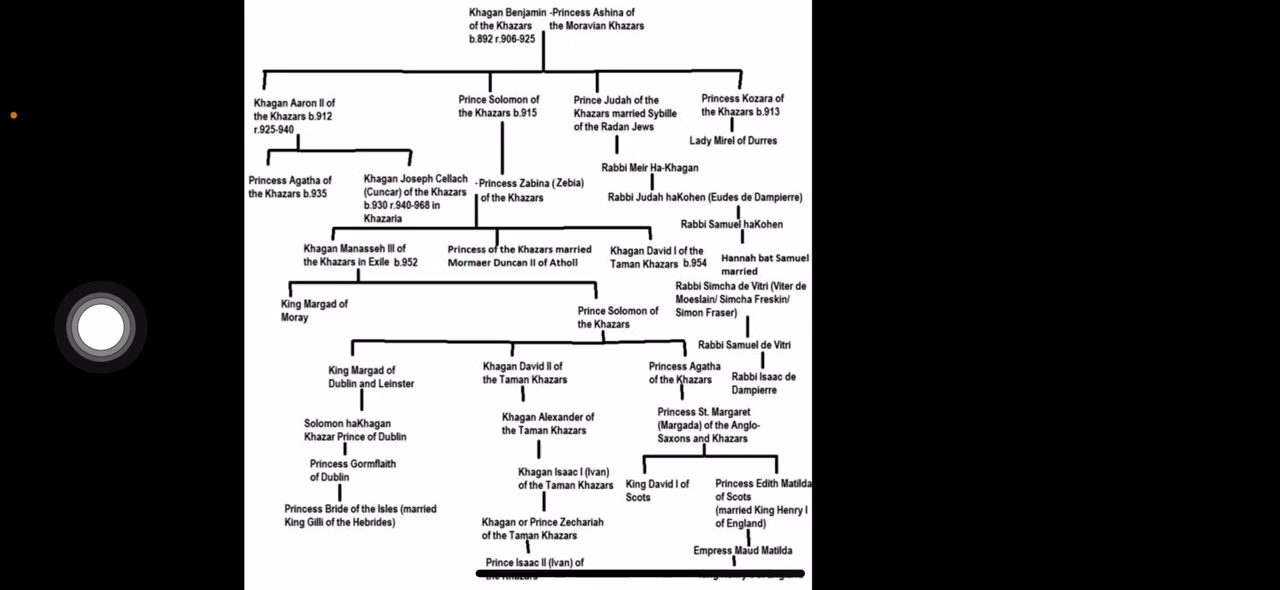 Khagan Benjamin -Princess Ashina of
of the Khazars the Moravian Khazars
b.892 r.906-925
Khagan Aaron II of
the Khazars b.912
r.925-940
Prince Solomon of
the Khazars b.915
Prince Judah of the
Khazars married Sybille
of the Radan Jews
Princess Kozara of
the Khazars b.913
Lady Mirel of Durres
Rabbi Meir Ha-Khagan
Princess Agatha of
the Khazars b.935
Khagan Joseph Cellach
(Cuncar) of the Khazars
b.930 r.940-968 in
Khazaria
-Princess Zabina (Zebia)
of the Khazars
Rabbi Judah haKohen (Eudes de Dampierre)
Rabbi Samuel haKohen
Khagan Manasseh III of
the Khazars in Exile b.952
Princess of the Khazars married
Mormaer Duncan II of Atholl
Khagan David I of the
Taman Khazars b.954
Hannah bat Samuel
married
Rabbi Simcha de Vitri (Viter de
Moeslain/ Simcha Freskin/
Simon Fraser)
King Margad of
Moray
Prince Solomon of
the Khazars
Rabbi Samuel de Vitri
Rabbi Isaac de
Dampierre
King Margad of
Dublin and Leinster
Khagan David II of
the Taman Khazars
Princess Agatha
of the Khazars
Solomon haKhagan
Khazar Prince of Dublin
Khagan Alexander of
the Taman Khazars
Princess St. Margaret
(Margada) of the Anglo-
Saxons and Khazars
Princess Gormflaith
of Dublin
Khagan Isaac I (Ivan)
of the Taman Khazars
King David I of
Scots
Princess Edith Matilda
of Scots
(married King Henry I
of England)
Princess Bride of the Isles (married
King Gilli of the Hebrides)
Khagan or Prince Zechariah
of the Taman Khazars
Empress Maud Matilda
Prince Isaac II (Ivan) of
the Khazars